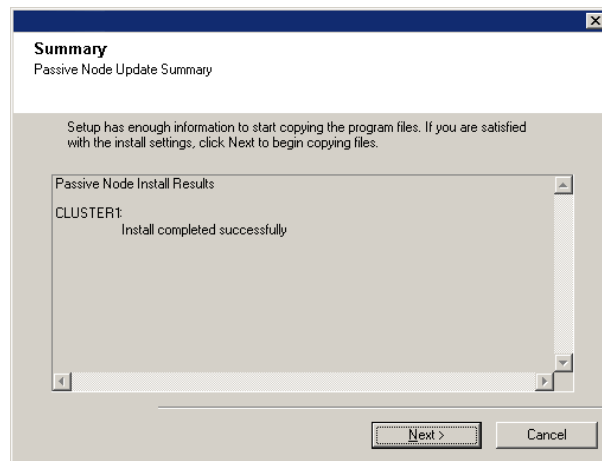 Summary
Passive Node Update Summary
Setup has enough information to start copying the program files. If you are satisfied
with the install settings, click Next to begin copying files.
Passive Node Install Results
CLUSTER1:
Install completed successfully
Next >
Cancel